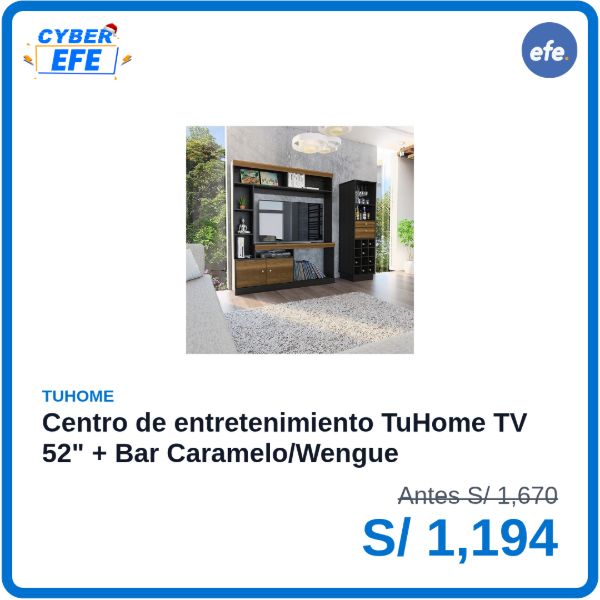 CYBER
EFE
efe.
TUHOME
Centro de entretenimiento TuHome TV
52" + Bar Caramelo/Wengue
Antes S/ 1,670
S/ 1,194